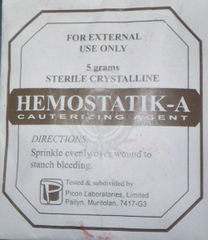 FOR EXTERNAL
USE ONLY
5 grams
STERILE CRYSTALLINE
HEMOSTATIK-A
CAUTERIZING AGENT
DIRECTIONS:
Sprinkle evenly over wound to
stanch bleeding.
P
Tested & subdivided by
Picon Laboratories, Limited
Pailyn, Muritolan, 7417-G3